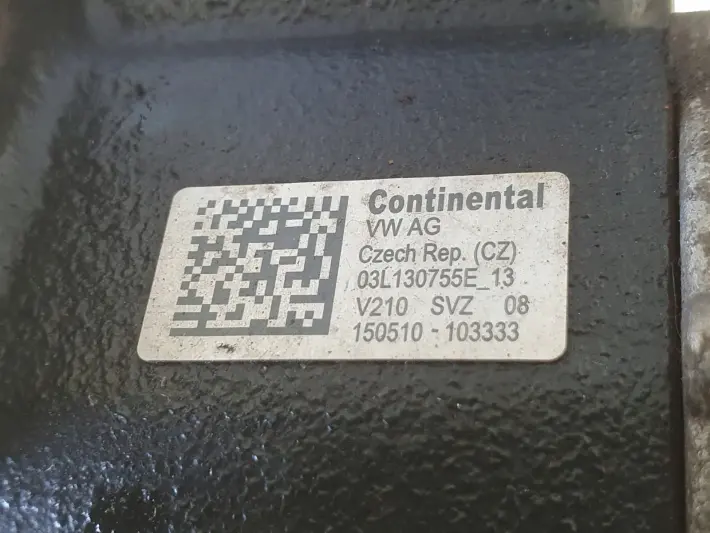 Continental
VW AG
Czech Rep. (CZ)
03L130755E_13
V210 SVZ 08
150510 - 103333